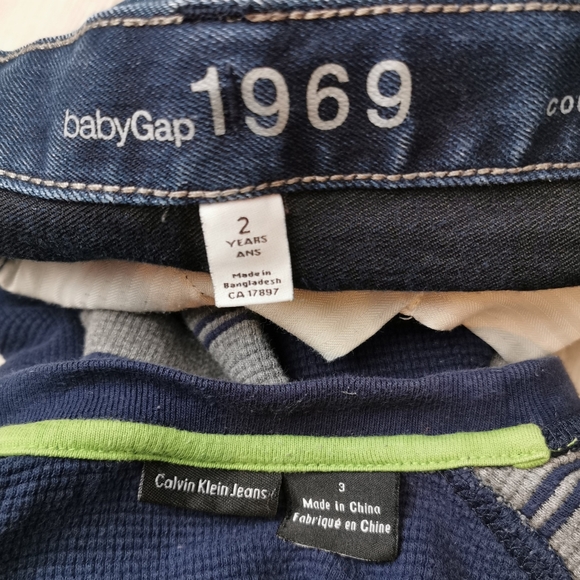 babyGap 1969
2
YEARS
ANS
Made in
Bangladesh
CA 17897
Calvin Klein Jeans
3
Made in China
Fabriqué en Chine